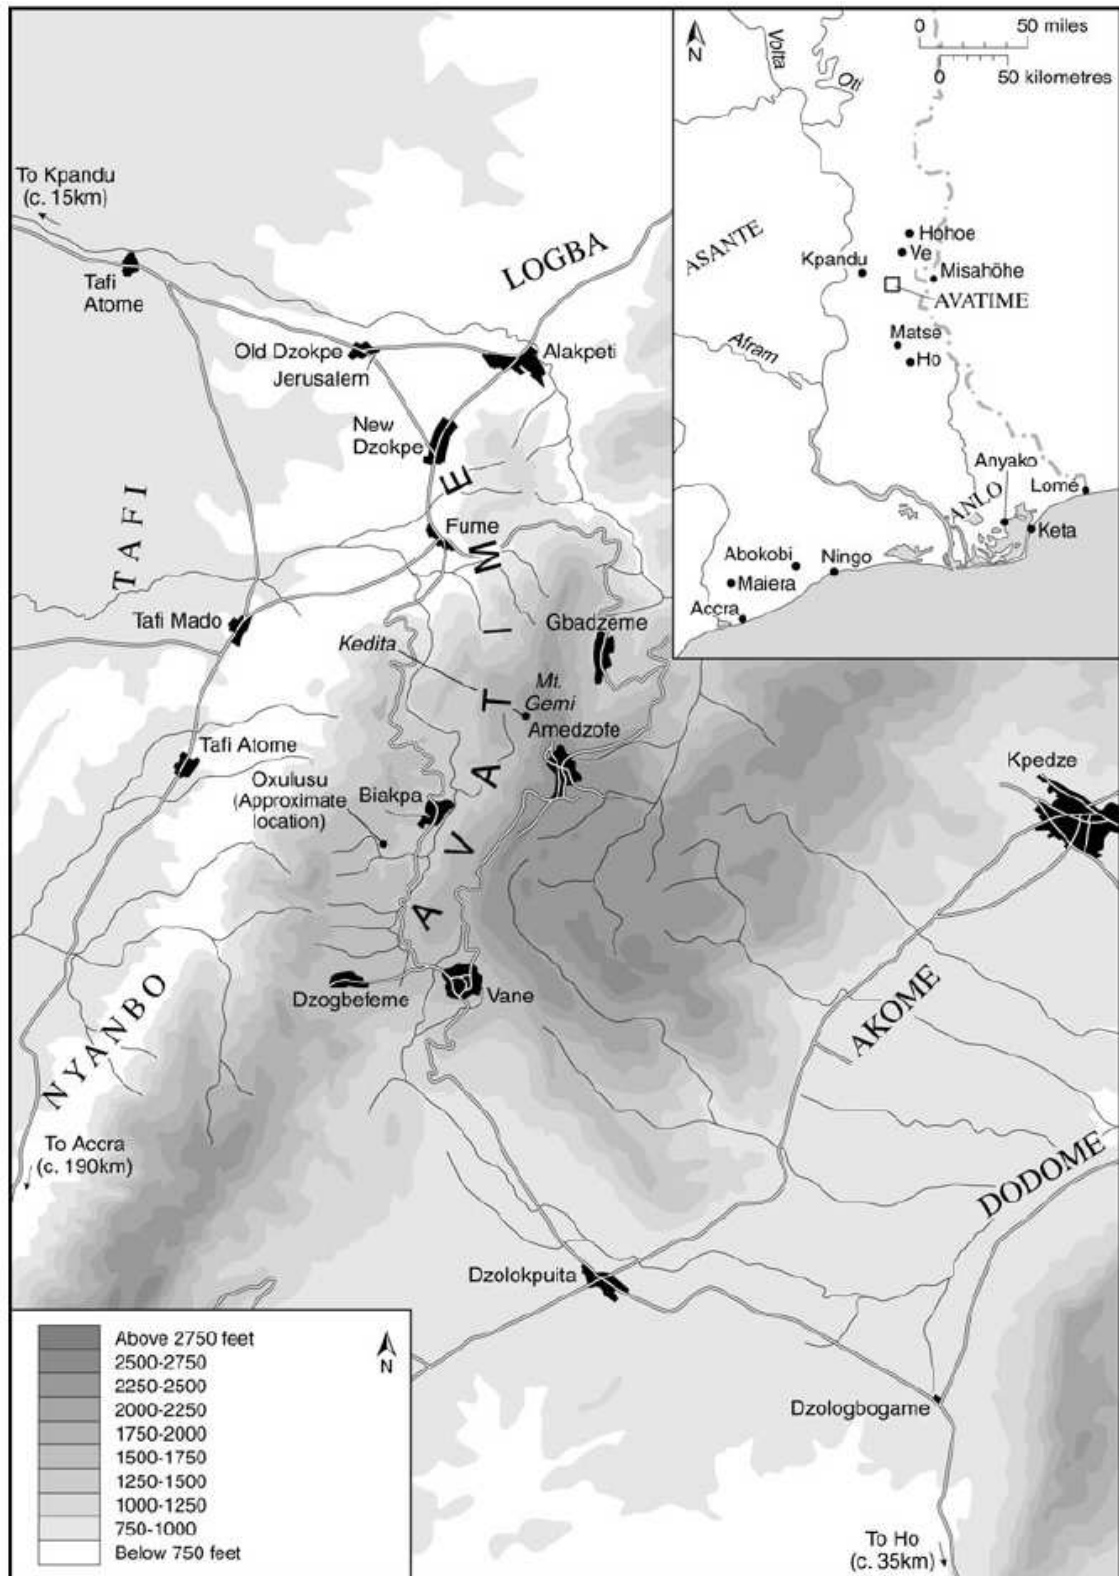 To Kpandu
(c. 15km)
Tafi
Atome
LOGBA
Old Dzokpe
Jerusalem
Alakpeti
New
Dzokpe
TAFI
Fume
Tafi Mado
Kedita
Gbadzeme
Mt.
Gemi
Amedzofe
AVATIME
Tafi Atome
Oxulusu
(Approximate
location)
Biakpa
Kpedze
Dzogbefeme
Vane
NYANBO
AKOME
To Accra
(c. 190km)
DODOME
Dzolokpuita
Dzologbogame
To Ho
(c. 35km)
N
0 50 miles
0 50 kilometres
Volta
Oti
Hohoe
Ve
ASANTE
Kpandu
Misahöhe
AVATIME
Matse
Ho
Afram
Anyako
Lomé
ANLO
Keta
Abokobi
Ningo
Maiera
Accra
Above 2750 feet
2500-2750
2250-2500
2000-2250
1750-2000
1500-1750
1250-1500
1000-1250
750-1000
Below 750 feet
N